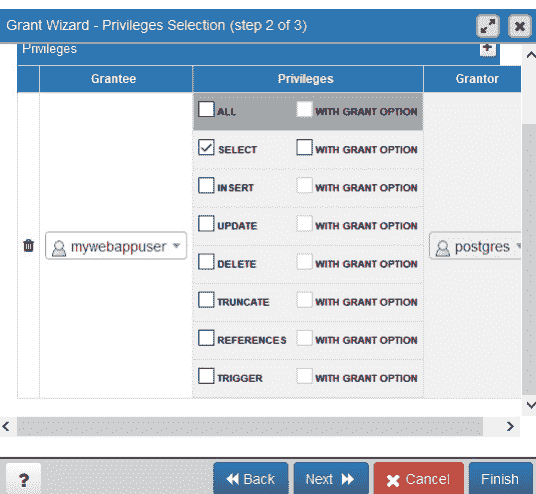 Grant Wizard - Privileges Selection (step 2 of 3)
Privileges
Grantee Privileges Grantor
ALL WITH GRANT OPTION
SELECT WITH GRANT OPTION
INSERT WITH GRANT OPTION
UPDATE WITH GRANT OPTION
mywebappuser postgres
DELETE WITH GRANT OPTION
TRUNCATE WITH GRANT OPTION
REFERENCES WITH GRANT OPTION
TRIGGER WITH GRANT OPTION
? Back Next Cancel Finish